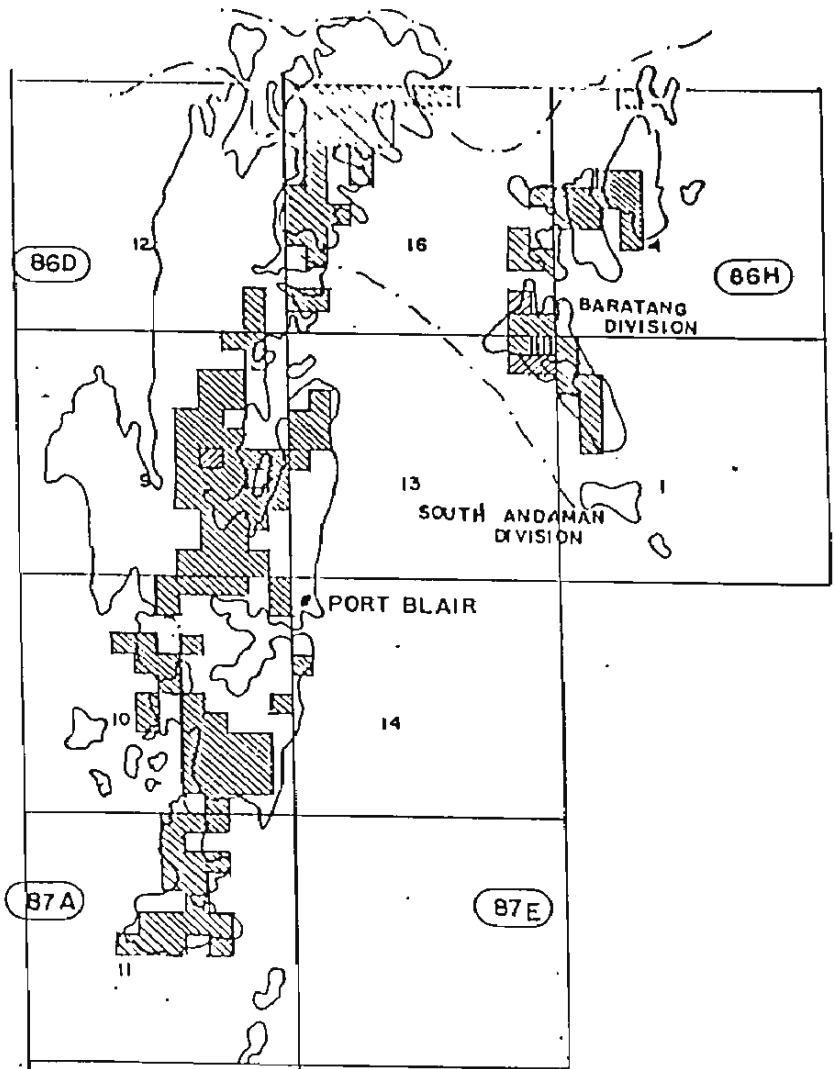 12
16
86D
86H
BARATANG
DIVISION
9
13
1
SOUTH ANDAMAN
DIVISION
PORT BLAIR
10
14
87A
87E
11